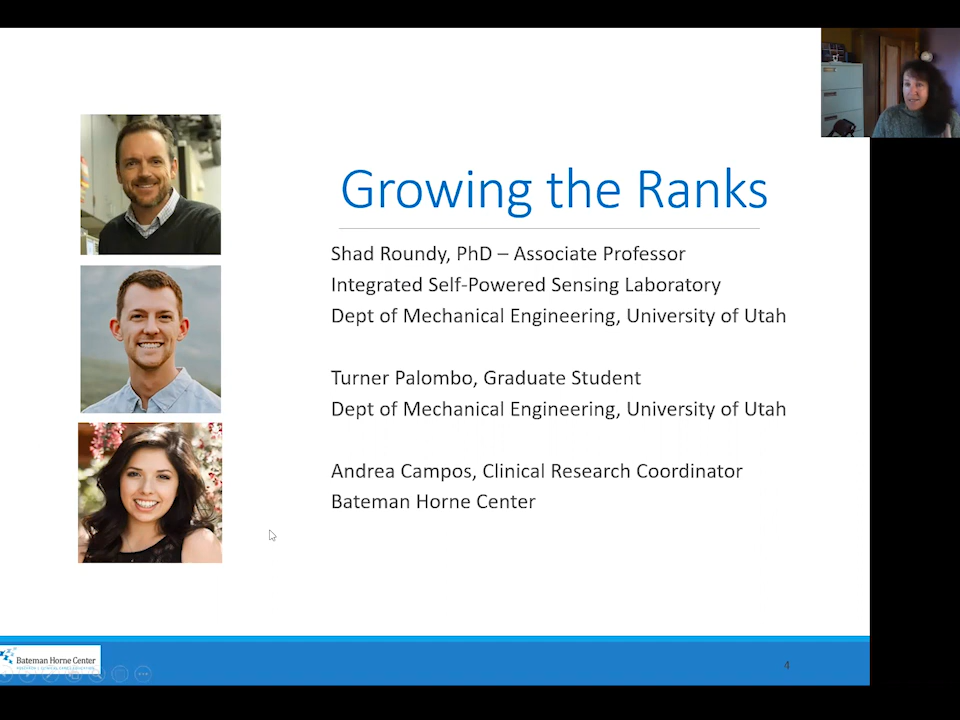 Growing the Ranks
Shad Roundy, PhD – Associate Professor
Integrated Self-Powered Sensing Laboratory
Dept of Mechanical Engineering, University of Utah
Turner Palombo, Graduate Student
Dept of Mechanical Engineering, University of Utah
Andrea Campos, Clinical Research Coordinator
Bateman Horne Center
Bateman Horne Center
4